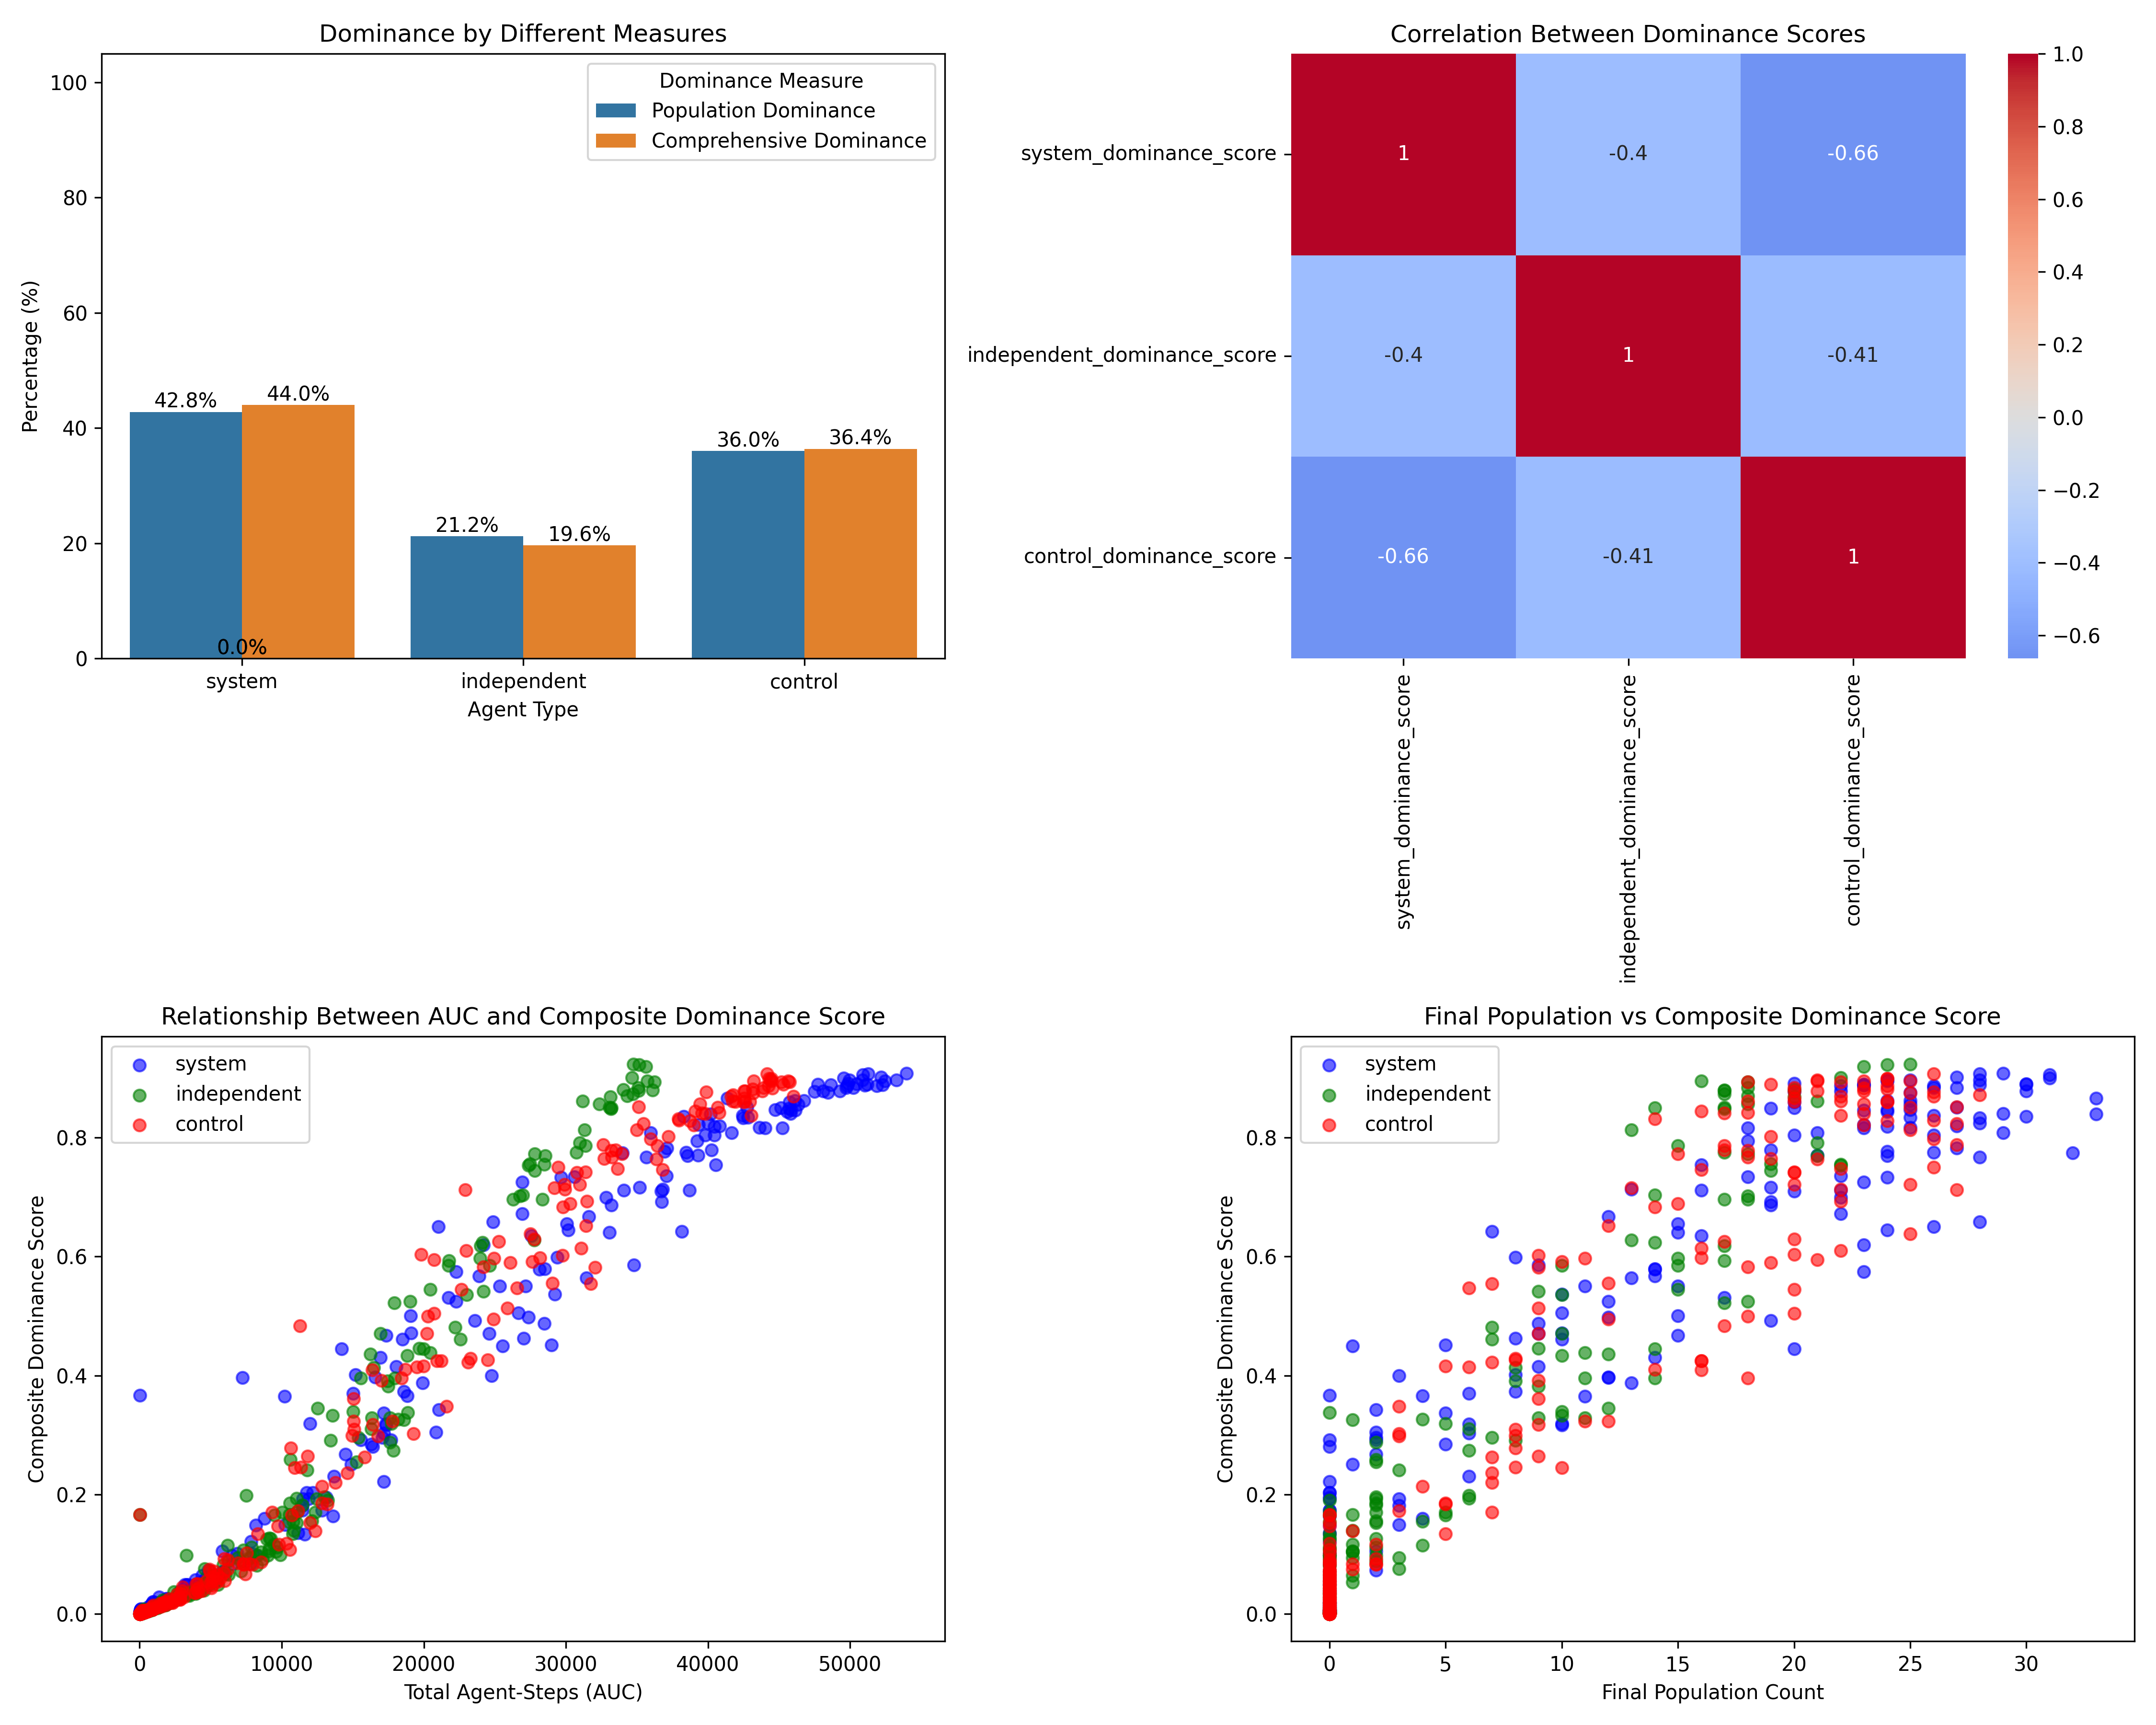 Dominance by Different Measures
Percentage (%)
100
80
60
40
20
0
Dominance Measure
Population Dominance
Comprehensive Dominance
42.8%
44.0%
21.2%
19.6%
36.0%
36.4%
0.0%
system
independent
control
Agent Type
Correlation Between Dominance Scores
system_dominance_score
independent_dominance_score
control_dominance_score
1
-0.4
-0.66
-0.4
1
-0.41
-0.66
-0.41
1
system_dominance_score
independent_dominance_score
control_dominance_score
1.0
0.8
0.6
0.4
0.2
0.0
−0.2
−0.4
−0.6
Relationship Between AUC and Composite Dominance Score
system
independent
control
Composite Dominance Score
0.8
0.6
0.4
0.2
0.0
0
10000
20000
30000
40000
50000
Total Agent-Steps (AUC)
Final Population vs Composite Dominance Score
system
independent
control
Composite Dominance Score
0.8
0.6
0.4
0.2
0.0
0
5
10
15
20
25
30
Final Population Count